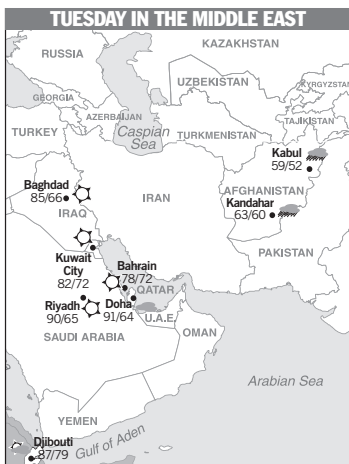 TUESDAY IN THE MIDDLE EAST
KAZAKHSTAN
RUSSIA
UZBEKISTAN
KYRGYZSTAN
GEORGIA
TAJIKISTAN
AZERBAIJAN
TURKEY
Caspian
Sea
TURKMENISTAN
Kabul
59/52
Baghdad
85/66
IRAN
AFGHANISTAN
Kandahar
63/60
IRAQ
PAKISTAN
Kuwait
City
82/72
Bahrain
78/72
QATAR
Riyadh
90/65
Doha
91/64
U.A.E.
SAUDI ARABIA
OMAN
Arabian Sea
YEMEN
Djibouti
87/79
Gulf of Aden